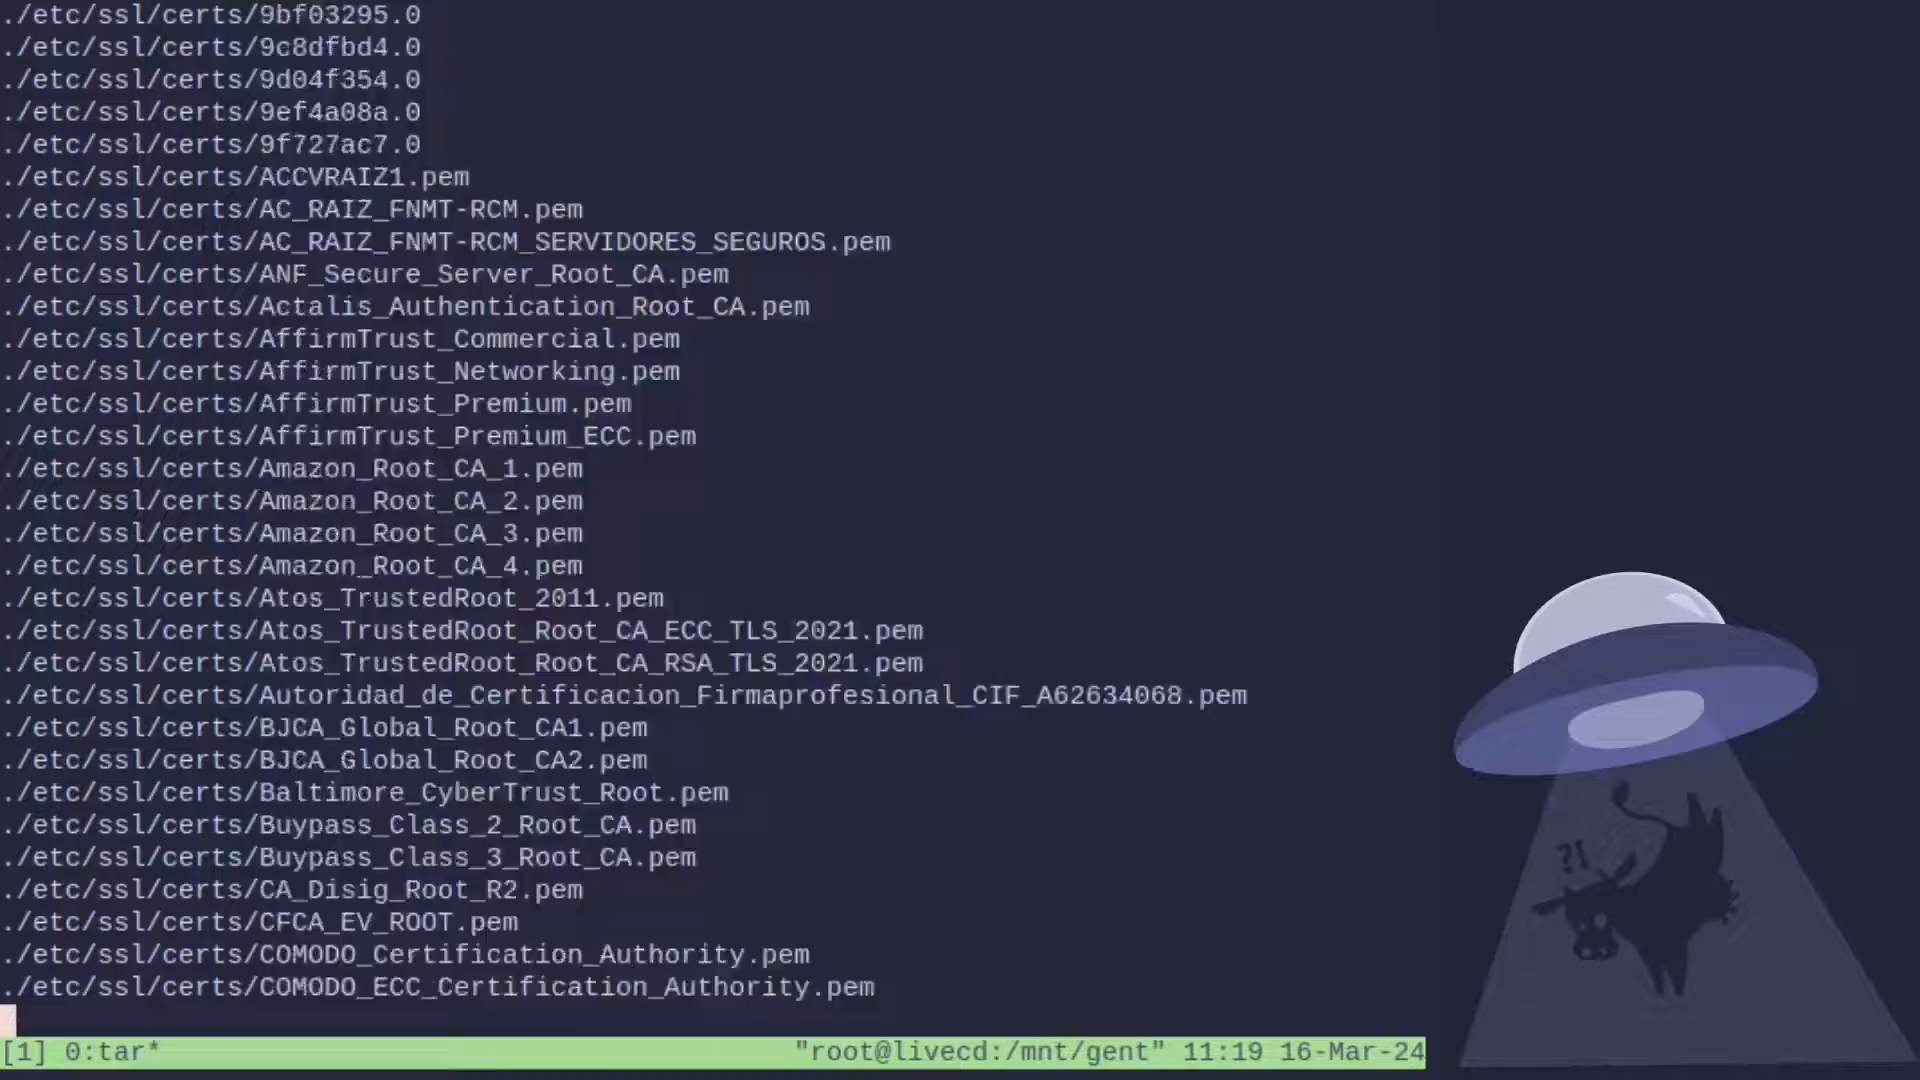 ./etc/ssl/certs/9bf03295.0
./etc/ssl/certs/9c8dfbd4.0
./etc/ssl/certs/9d04f354.0
./etc/ssl/certs/9ef4a08a.0
./etc/ssl/certs/9f727ac7.0
./etc/ssl/certs/ACCVRAIZ1.pem
./etc/ssl/certs/AC_RAIZ_FNMT-RCM.pem
./etc/ssl/certs/AC_RAIZ_FNMT-RCM_SERVIDORES_SEGUROS.pem
./etc/ssl/certs/ANF_Secure_Server_Root_CA.pem
./etc/ssl/certs/Actalis_Authentication_Root_CA.pem
./etc/ssl/certs/AffirmTrust_Commercial.pem
./etc/ssl/certs/AffirmTrust_Networking.pem
./etc/ssl/certs/AffirmTrust_Premium.pem
./etc/ssl/certs/AffirmTrust_Premium_ECC.pem
./etc/ssl/certs/Amazon_Root_CA_1.pem
./etc/ssl/certs/Amazon_Root_CA_2.pem
./etc/ssl/certs/Amazon_Root_CA_3.pem
./etc/ssl/certs/Amazon_Root_CA_4.pem
./etc/ssl/certs/Atos_TrustedRoot_2011.pem
./etc/ssl/certs/Atos_TrustedRoot_Root_CA_ECC_TLS_2021.pem
./etc/ssl/certs/Atos_TrustedRoot_Root_CA_RSA_TLS_2021.pem
./etc/ssl/certs/Autoridad_de_Certificacion_Firmaprofesional_CIF_A62634068.pem
./etc/ssl/certs/BJCA_Global_Root_CA1.pem
./etc/ssl/certs/BJCA_Global_Root_CA2.pem
./etc/ssl/certs/Baltimore_CyberTrust_Root.pem
./etc/ssl/certs/Buypass_Class_2_Root_CA.pem
./etc/ssl/certs/Buypass_Class_3_Root_CA.pem
./etc/ssl/certs/CA_Disig_Root_R2.pem
./etc/ssl/certs/CFCA_EV_ROOT.pem
./etc/ssl/certs/COMODO_Certification_Authority.pem
./etc/ssl/certs/COMODO_ECC_Certification_Authority.pem
?!
[1] 0:tar* "root@livecd:/mnt/gent" 11:19 16-Mar-24